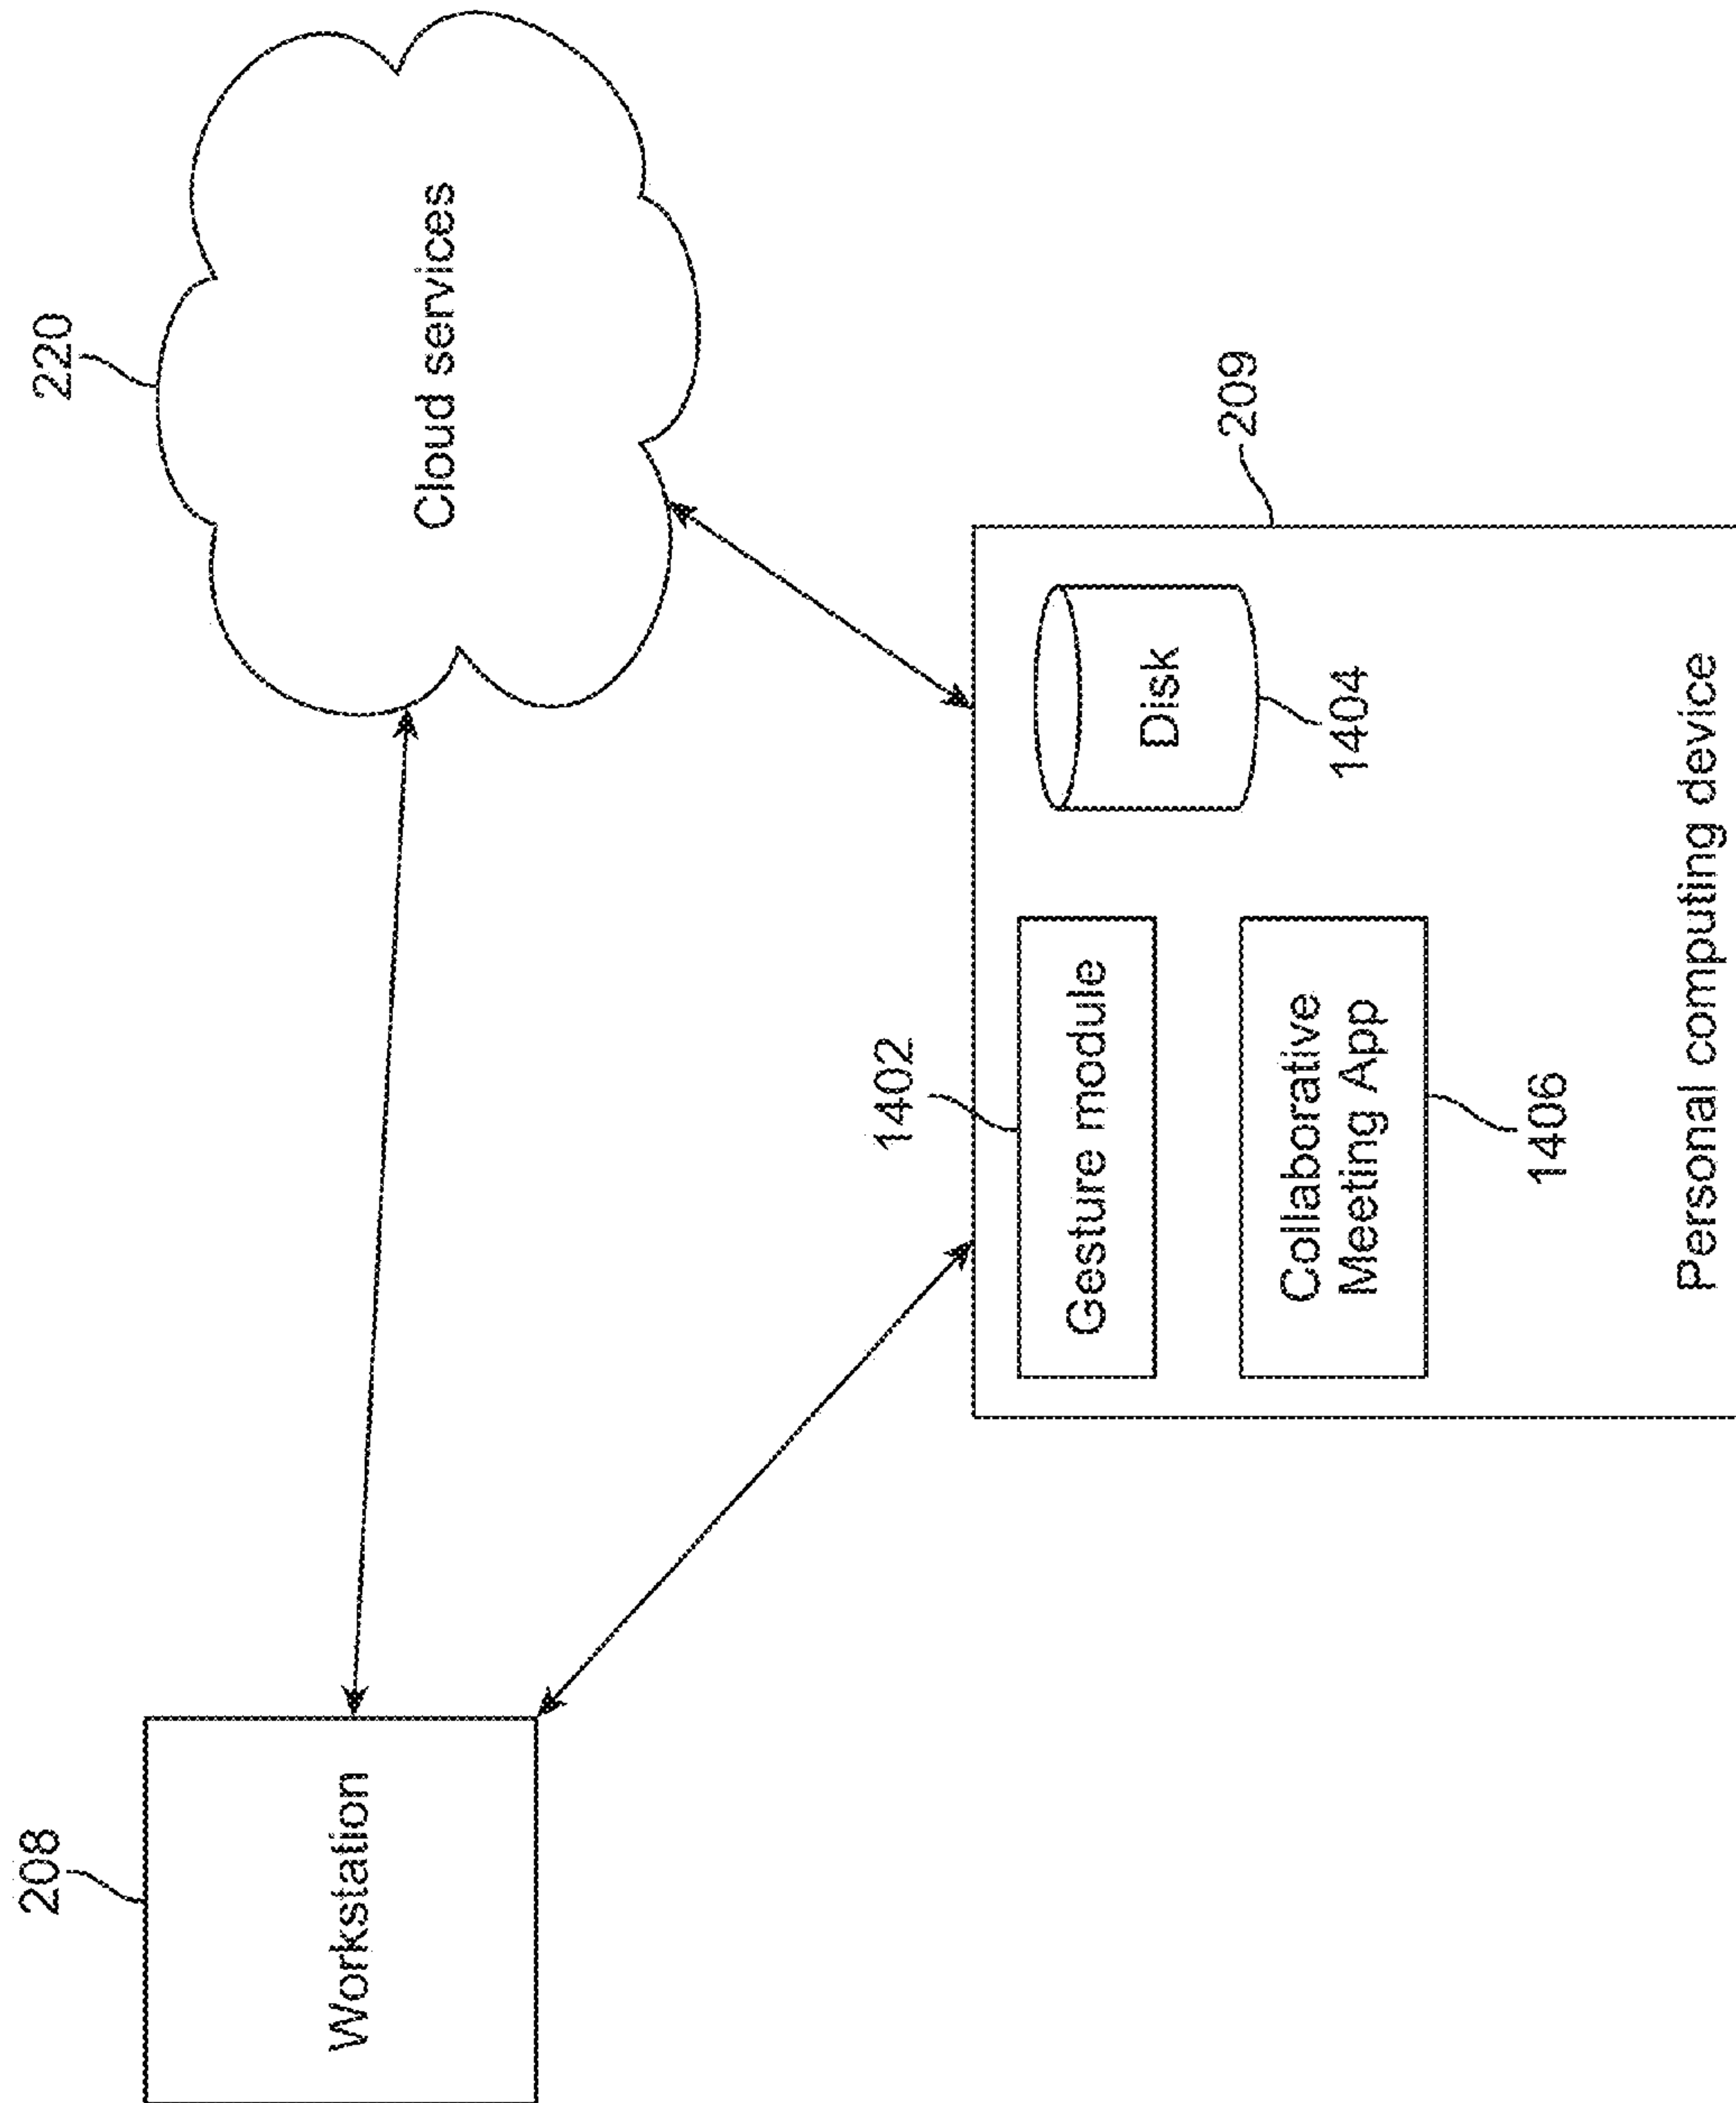 208
Workstation
220
Cloud services
209
1402
Gesture module
Disk
1404
Collaborative
Meeting App
1406
Personal computing device